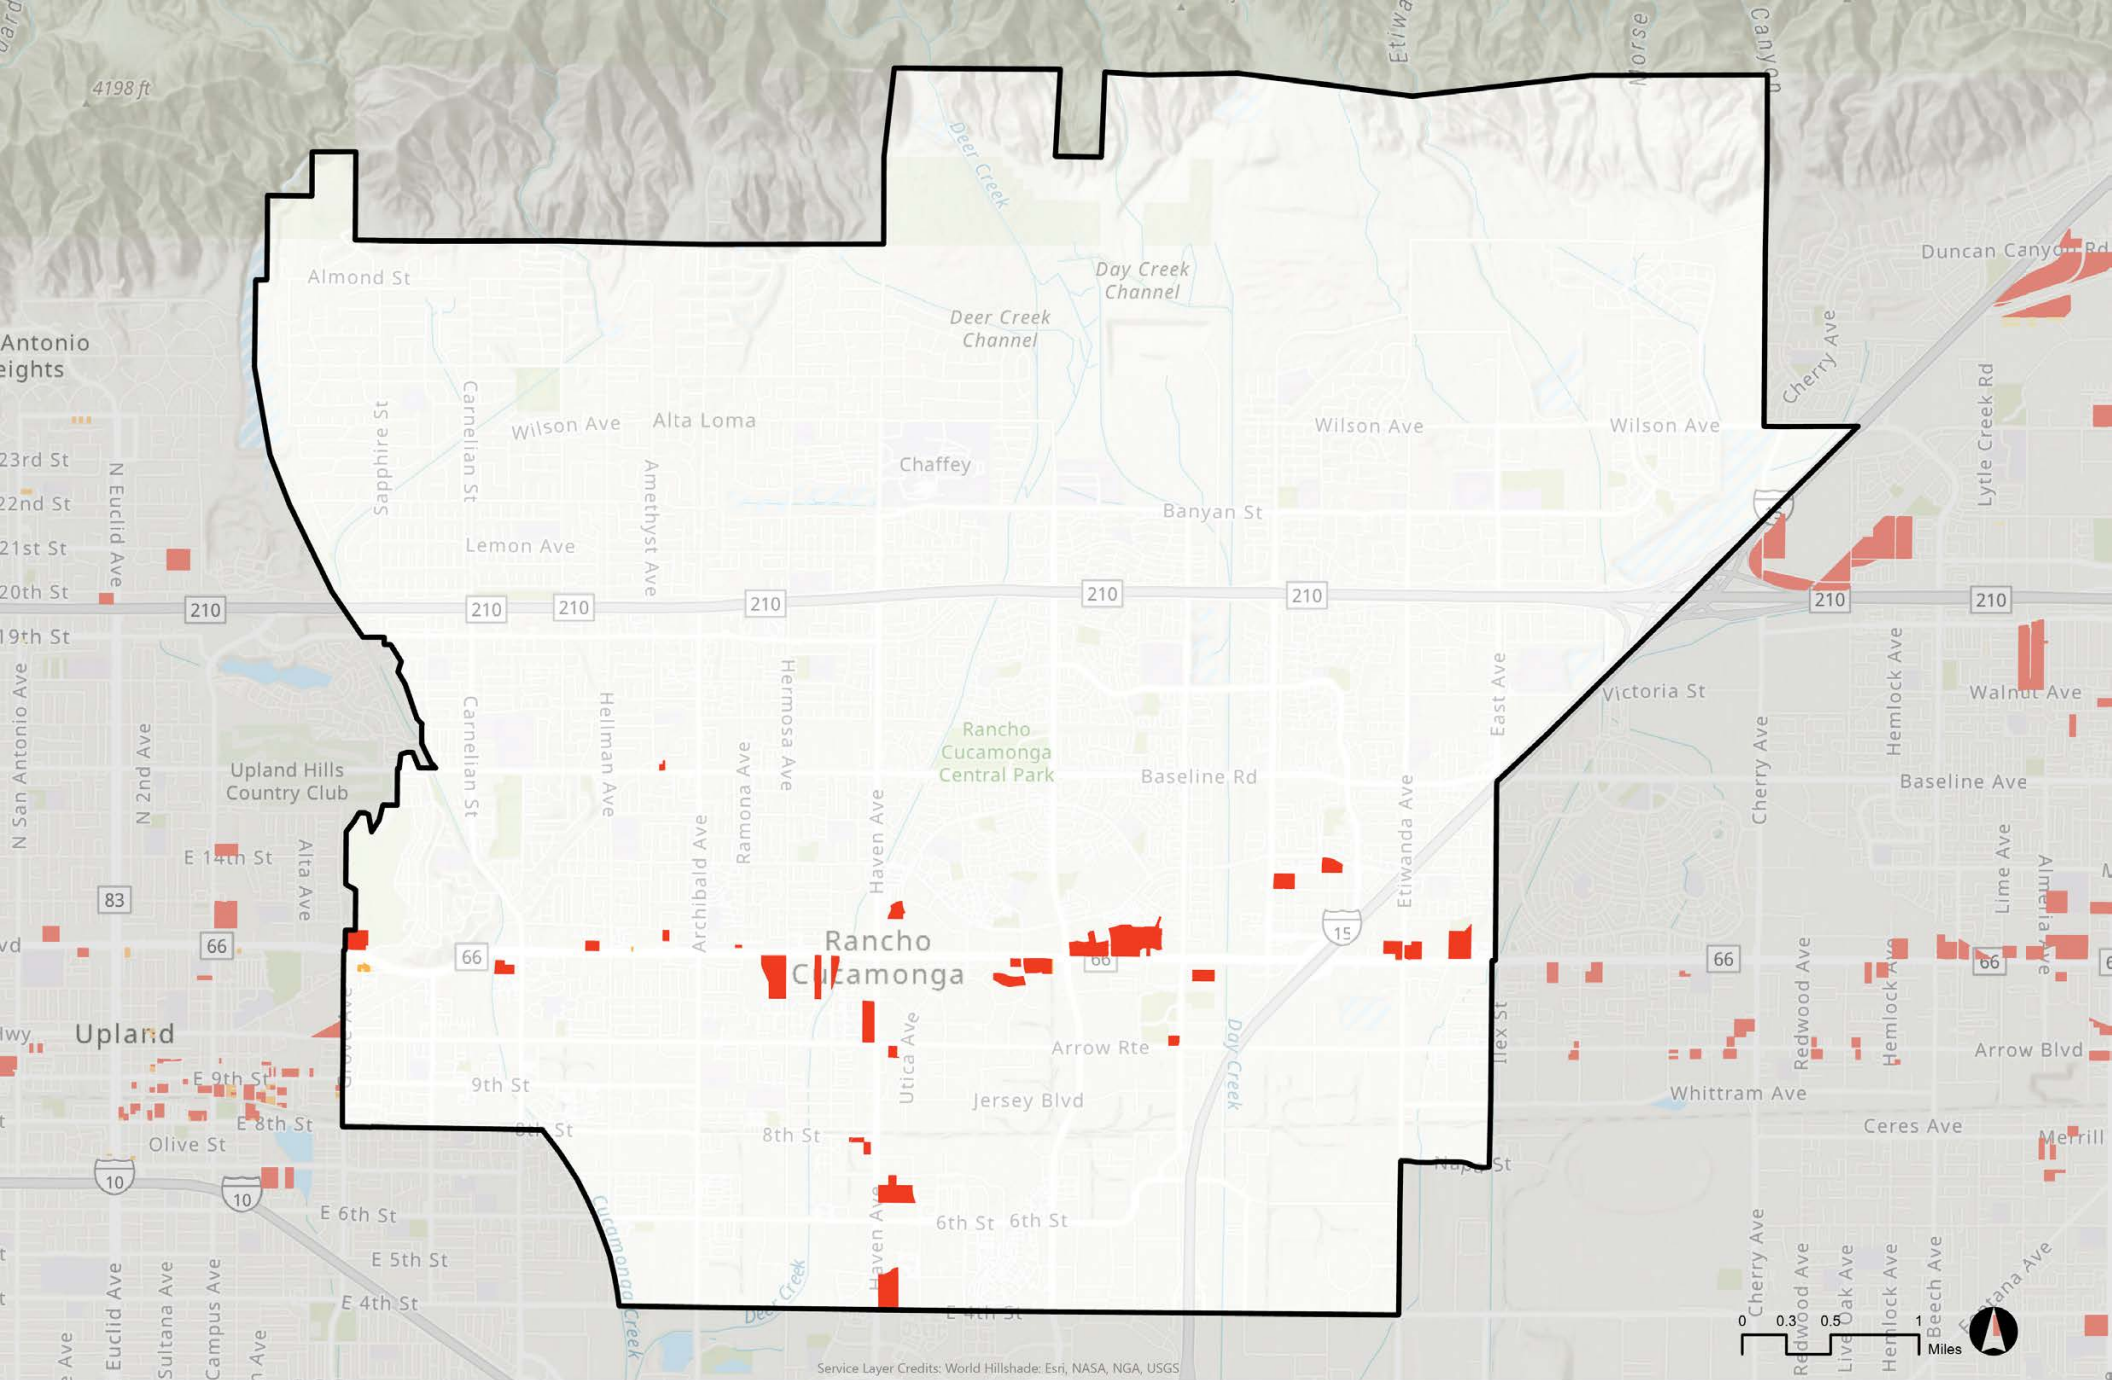 Etiwa
Morse
Canyon
4198 ft
Deer Creek
Duncan Canyon Rd
Almond St
Day Creek
Channel
Deer Creek
Channel
Antonio
eights
Cherry Ave
Lytle Creek Rd
Saphhire St
Carnelian St
Wilson Ave
Alta Loma
Wilson Ave
Wilson Ave
23rd St
N Euclid Ave
Amethyst Ave
Chaffey
22nd St
Banyan St
21st St
Lemon Ave
20th St
210
210
210
210
210
210
210
210
19th St
N San Antonio Ave
Hermosa Ave
East Ave
Hemlock Ave
Victoria St
Walnut Ave
Carnelian St
Hellman Ave
N 2nd Ave
Ramona Ave
Rancho
Cucamonga
Central Park
Cherry Ave
Upland Hills
Country Club
Baseline Rd
Baseline Ave
Haven Ave
Etiwanda Ave
Archibald Ave
E 14th St
Alta Ave
Lime Ave
Almeria Ave
83
vd
66
66
Rancho
Cucamonga
66
15
66
66
Redwood Ave
Hemlock Ave
Upland
Utica Ave
Arrow Rte
Day Creek
Ilex St
Arrow Blvd
E 9th St
9th St
Jersey Blvd
Whittram Ave
E 8th St
8th St
8th St
Ceres Ave
Olive St
Merrill
Napa St
10
10
E 6th St
Cucamonga Creek
Haven Ave
6th St
6th St
E 5th St
Deer Creek
E 4th St
E 4th St
Euclid Ave
Sultana Ave
Campus Ave
Cherry Ave
Redwood Ave
Live Oak Ave
Hemlock Ave
Beech Ave
0 0.3 0.5 1
Miles
Service Layer Credits: World Hillshade: Esri, NASA, NGA, USGS